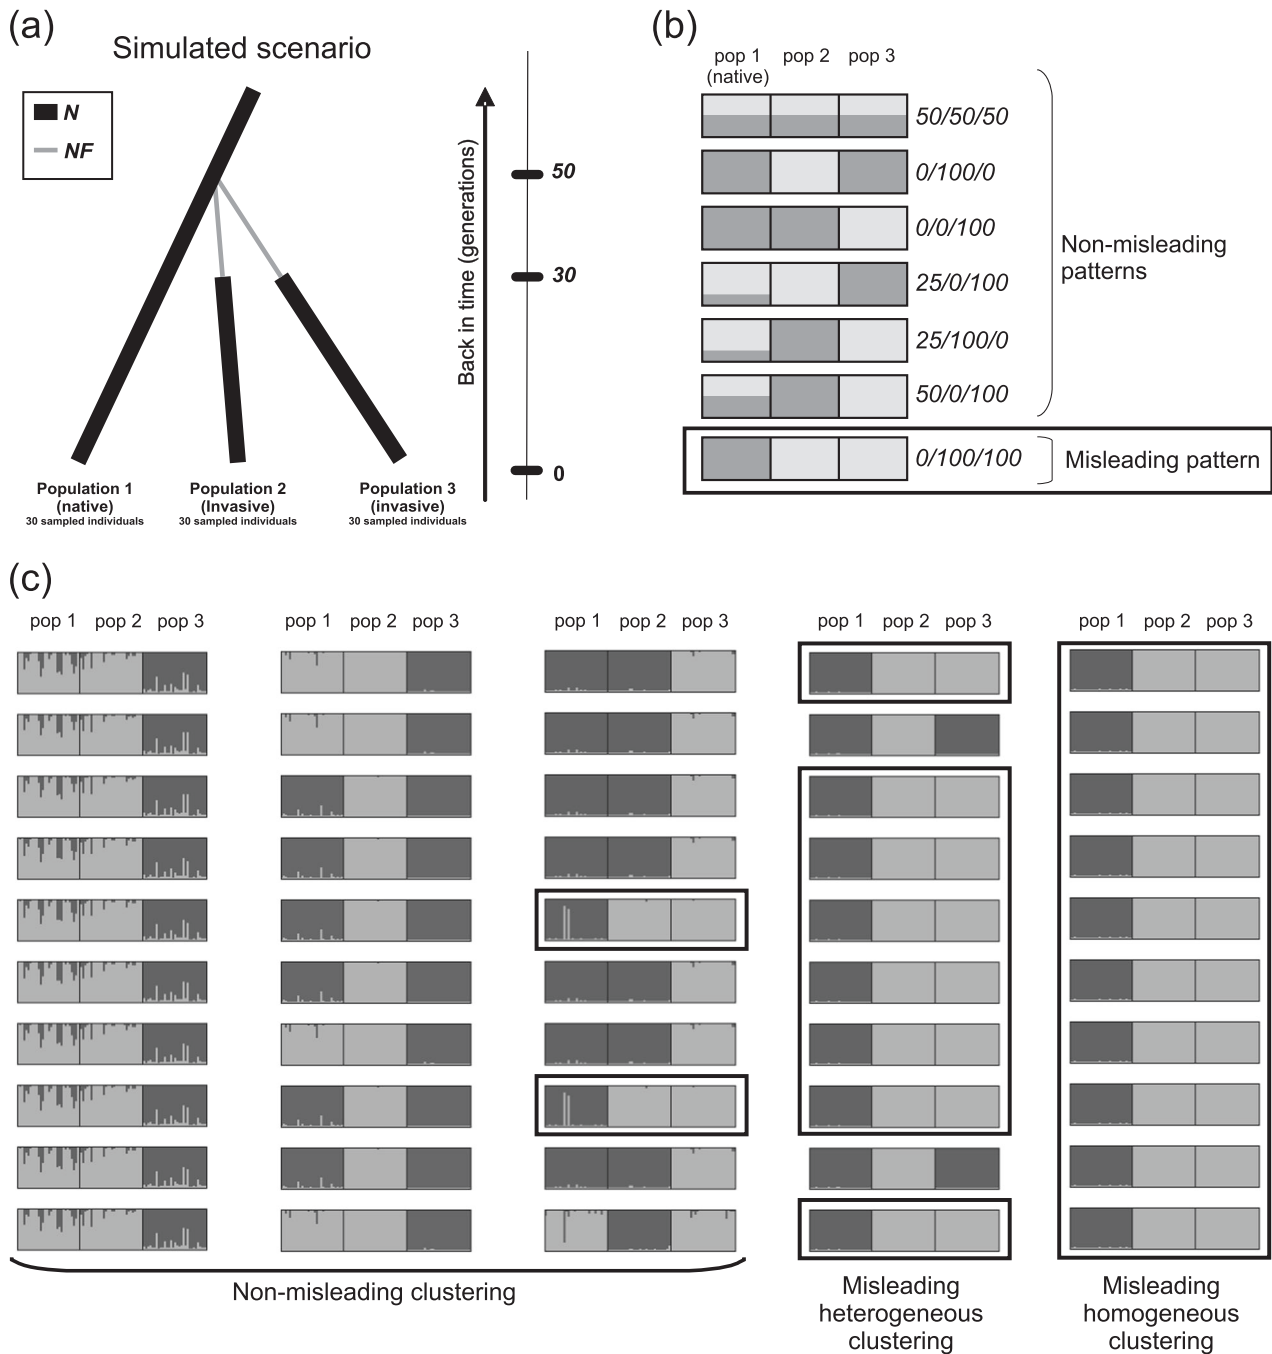 (a)
Simulated scenario
N
NF
Back in time (generations)
50
30
0
Population 1
(native)
30 sampled individuals
Population 2
(Invasive)
30 sampled individuals
Population 3
(invasive)
30 sampled individuals
(b)
pop 1
(native)
pop 2
pop 3
50/50/50
0/100/0
0/0/100
25/0/100
25/100/0
50/0/100
Non-misleading
patterns
0/100/100
Misleading pattern
(c)
pop 1 pop 2 pop 3
pop 1 pop 2 pop 3
pop 1 pop 2 pop 3
pop 1 pop 2 pop 3
pop 1 pop 2 pop 3
Non-misleading clustering
Misleading
heterogeneous
clustering
Misleading
homogeneous
clustering